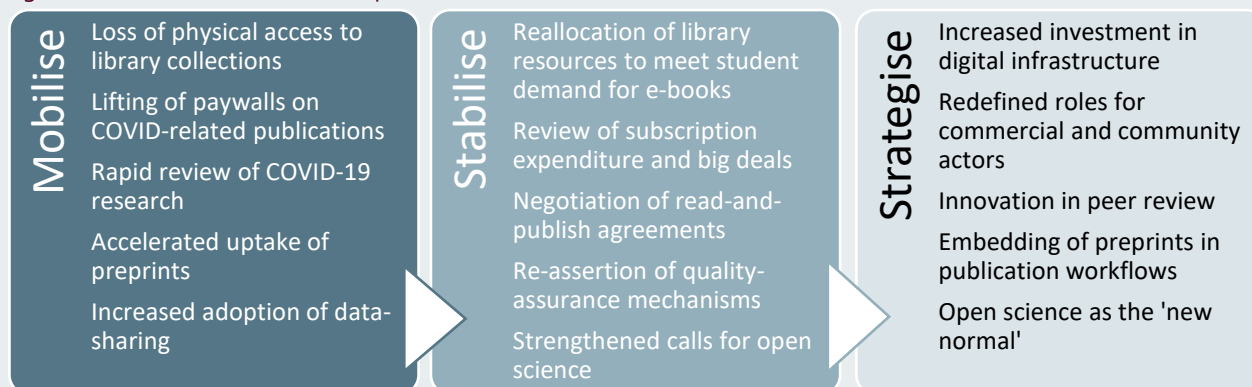 Mobilise
Loss of physical access to
library collections
Lifting of paywalls on
COVID-related publications
Rapid review of COVID-19
research
Accelerated uptake of
preprints
Increased adoption of data-
sharing
Stabilise
Reallocation of library
resources to meet student
demand for e-books
Review of subscription
expenditure and big deals
Negotiation of read-and-
publish agreements
Re-assertion of quality-
assurance mechanisms
Strengthened calls for open
science
Strategise
Increased investment in
digital infrastructure
Redefined roles for
commercial and community
actors
Innovation in peer review
Embedding of preprints in
publication workflows
Open science as the 'new
normal'